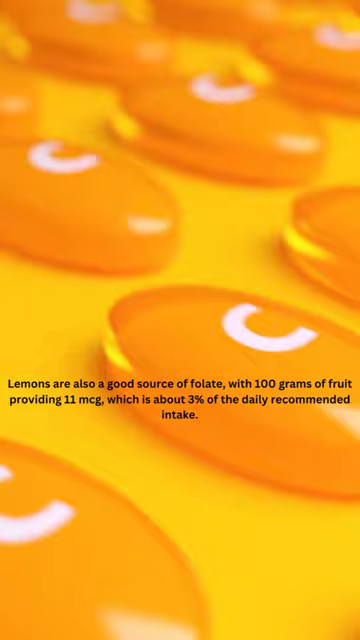 C
C
C
C
Lemons are also a good source of folate, with 100 grams of fruit
providing 11 mcg, which is about 3% of the daily recommended
intake.
C